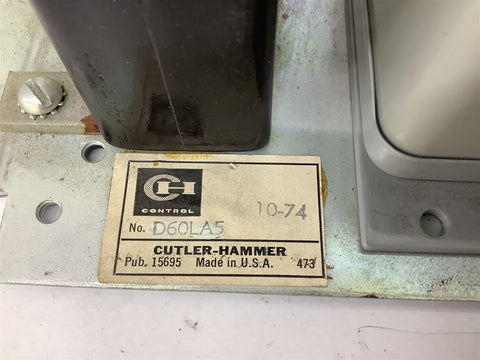 CH
CONTROL
10-74
No. D60LA5
CUTLER-HAMMER
Pub. 15695 Made in U.S.A. 473